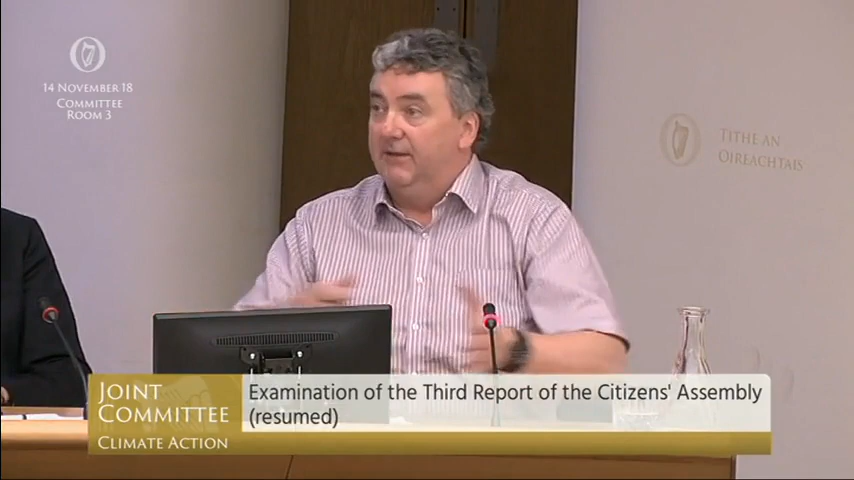 14 November 18
Committee
Room 3
Tithe an
Oireachtais
Joint
Committee
Climate Action
Examination of the Third Report of the Citizens' Assembly
(resumed)